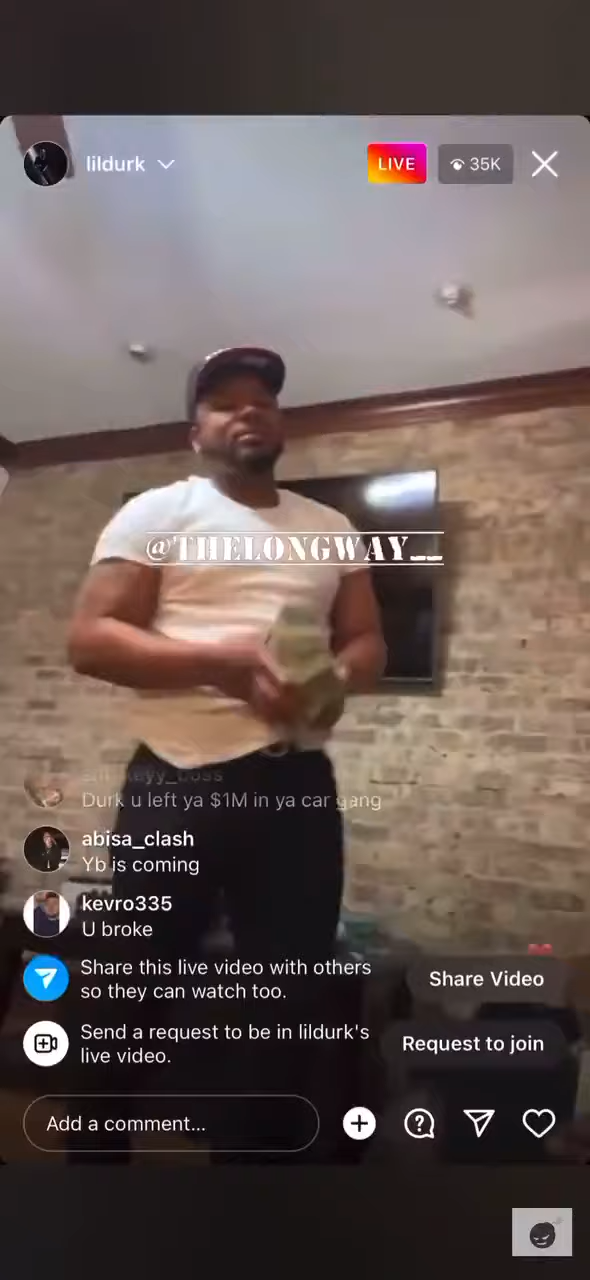 lildurk
LIVE
35K
@THELONGWAY__
Durk u left ya $1M in ya car gang
abisa_clash
Yb is coming
kevro335
U broke
Share this live video with others
so they can watch too.
Share Video
Send a request to be in lildurk's
live video.
Request to join
Add a comment...